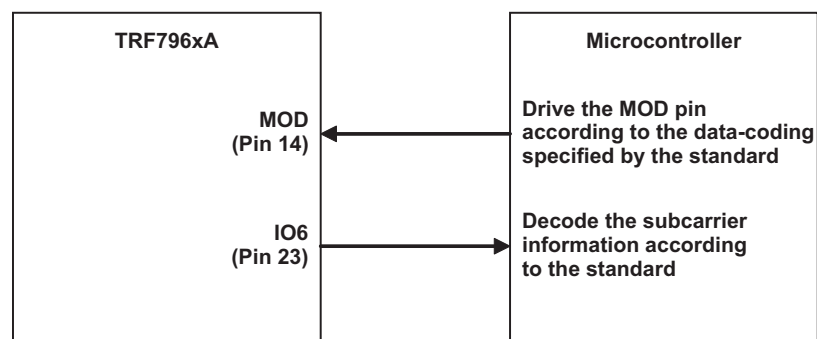 TRF796xA
Microcontroller
MOD
(Pin 14)
Drive the MOD pin
according to the data-coding
specified by the standard
IO6
(Pin 23)
Decode the subcarrier
information according
to the standard